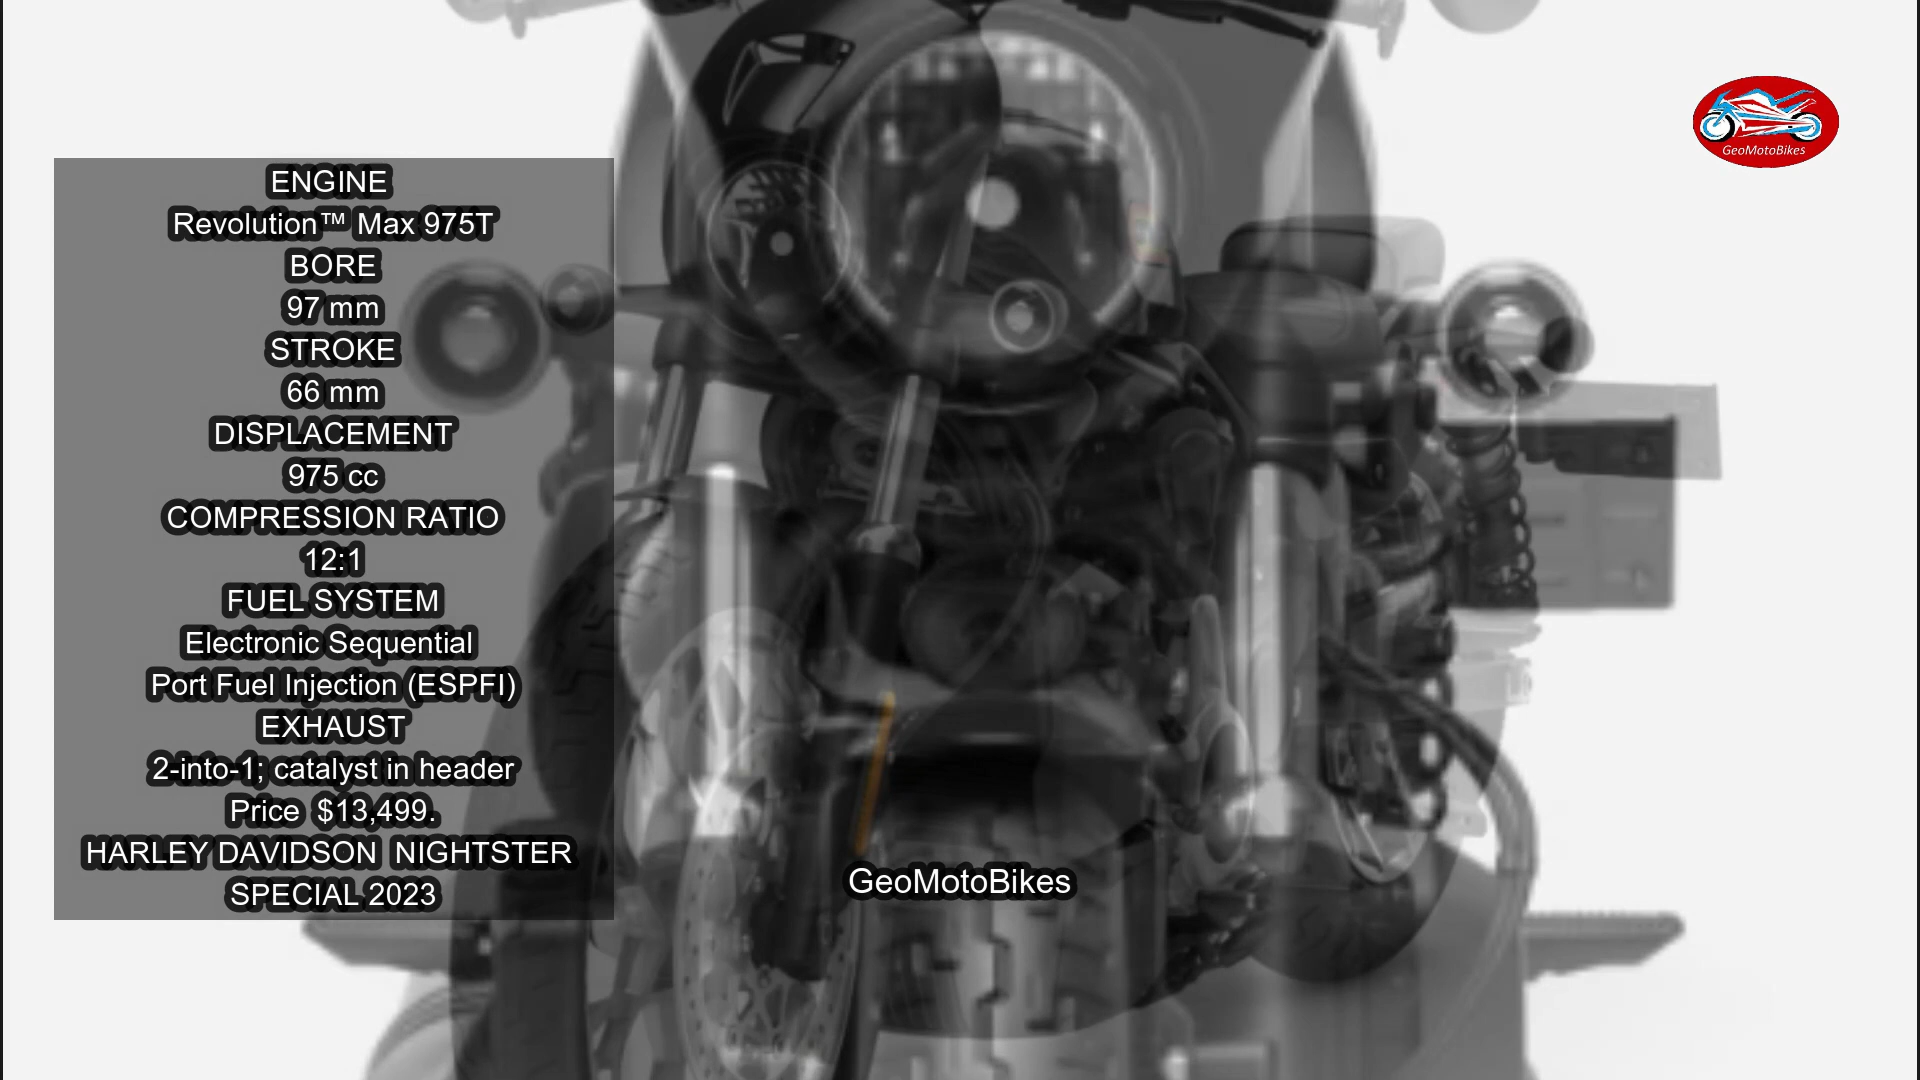 ENGINE
Revolution™ Max 975T
BORE
97 mm
STROKE
66 mm
DISPLACEMENT
975 cc
COMPRESSION RATIO
12:1
FUEL SYSTEM
Electronic Sequential
Port Fuel Injection (ESPFI)
EXHAUST
2-into-1; catalyst in header
Price $13,499.
HARLEY DAVIDSON NIGHTSTER
SPECIAL 2023
GeoMotoBikes
GeoMotoBikes